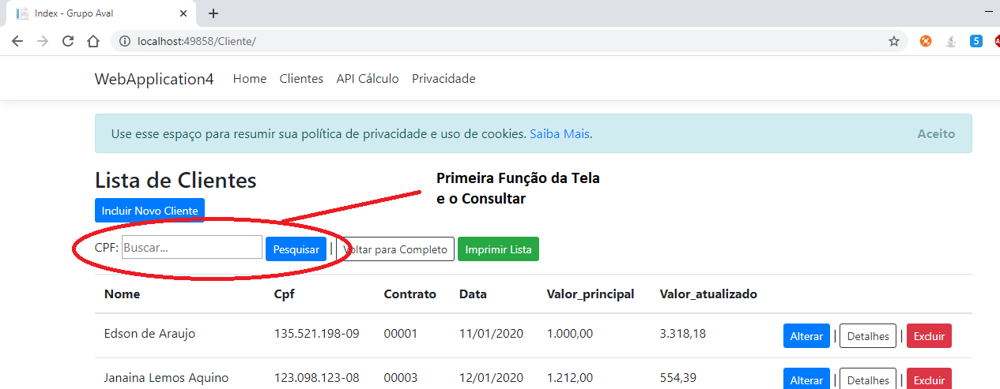 Index - Grupo Aval
localhost:49858/Cliente/
5
WebApplication4 Home Clientes API Cálculo Privacidade
Use esse espaço para resumir sua política de privacidade e uso de cookies. Saiba Mais. Aceito
Lista de Clientes
Primeira Função da Tela
e o Consultar
Incluir Novo Cliente
CPF: Buscar... Pesquisar | Voltar para Completo Imprimir Lista
Nome Cpf Contrato Data Valor_principal Valor_atualizado
Edson de Araujo 135.521.198-09 00001 11/01/2020 1.000,00 3.318,18 Alterar | Detalhes | Excluir
Janaina Lemos Aquino 123.098.123-08 00003 12/01/2020 1.212,00 554,39 Alterar | Detalhes | Excluir